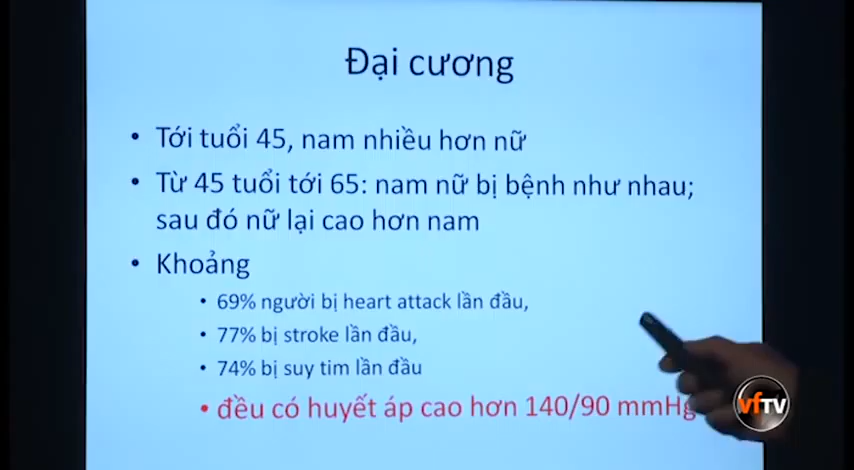 Đại cương
• Tới tuổi 45, nam nhiều hơn nữ
• Từ 45 tuổi tới 65: nam nữ bị bệnh như nhau;
sau đó nữ lại cao hơn nam
• Khoảng
• 69% người bị heart attack lần đầu,
• 77% bị stroke lần đầu,
• 74% bị suy tim lần đầu
• đều có huyết áp cao hơn 140/90 mmHg
vfTV